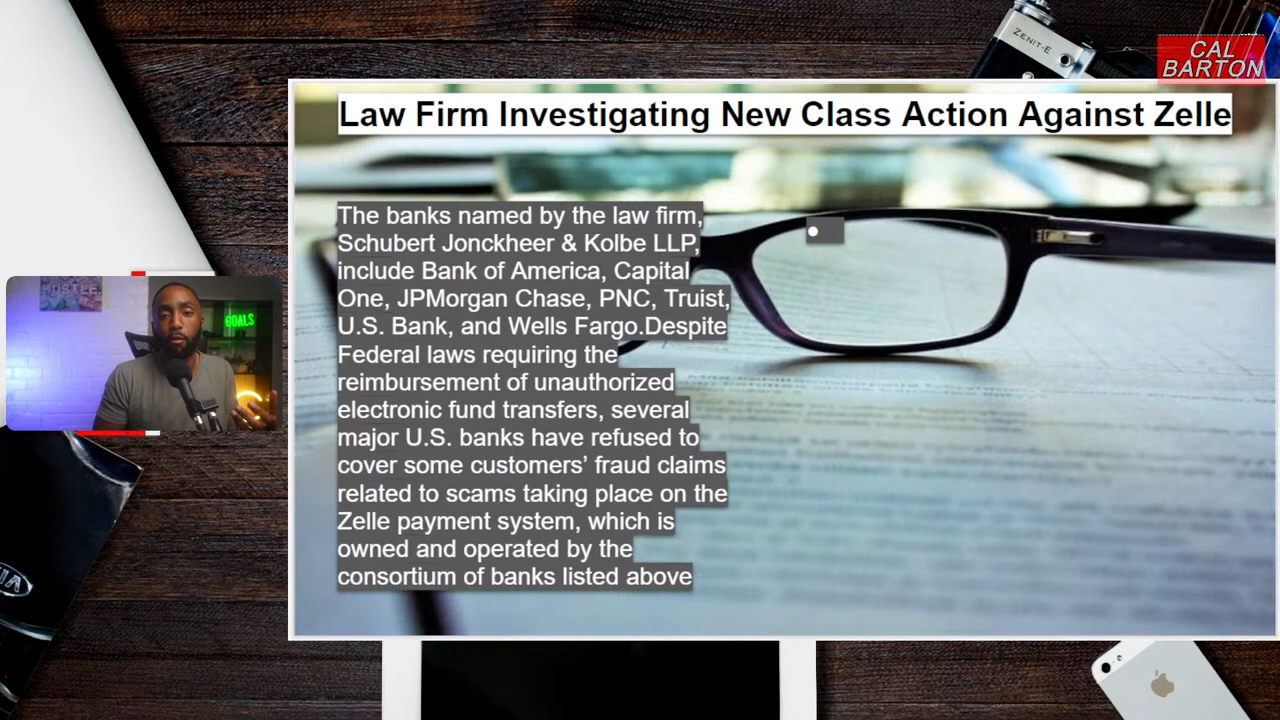 CAL
BARTON
ZENIT-E
Law Firm Investigating New Class Action Against Zelle
The banks named by the law firm,
Schubert Jonckheer & Kolbe LLP,
include Bank of America, Capital
One, JPMorgan Chase, PNC, Truist,
U.S. Bank, and Wells Fargo.Despite
Federal laws requiring the
reimbursement of unauthorized
electronic fund transfers, several
major U.S. banks have refused to
cover some customers’ fraud claims
related to scams taking place on the
Zelle payment system, which is
owned and operated by the
consortium of banks listed above
HUSTLE
GOALS